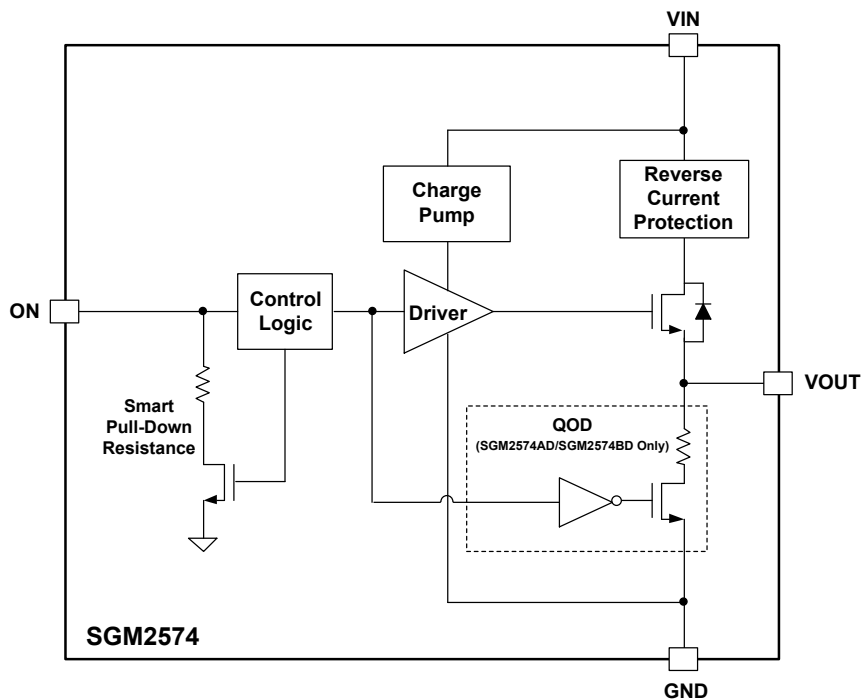 VIN
Charge
Pump
Reverse
Current
Protection
ON
Control
Logic
Driver
VOUT
Smart
Pull-Down
Resistance
QOD
(SGM2574AD/SGM2574BD Only)
SGM2574
GND